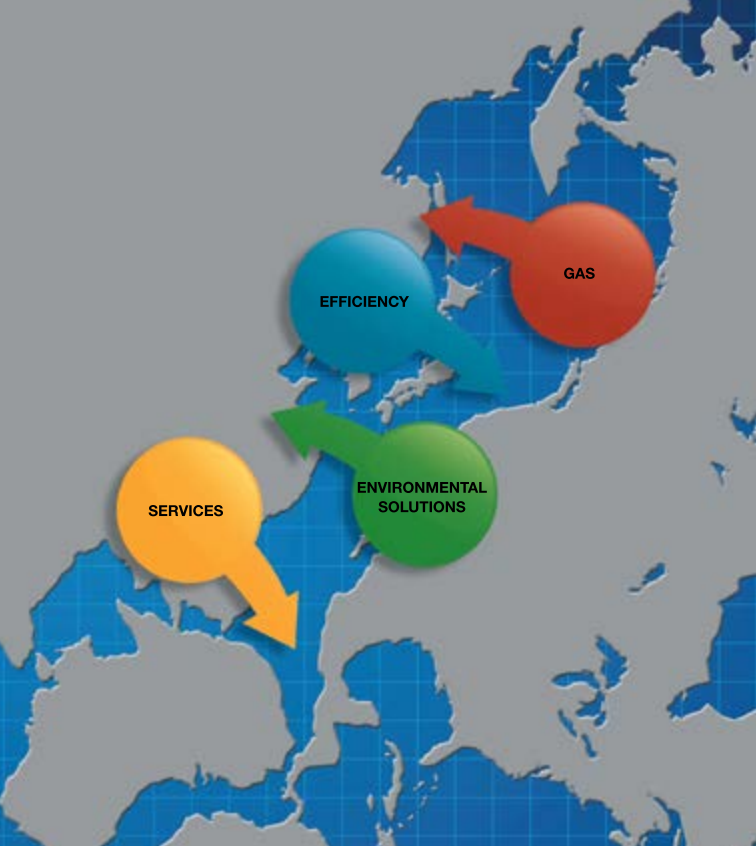 GAS
EFFICIENCY
ENVIRONMENTAL
SOLUTIONS
SERVICES